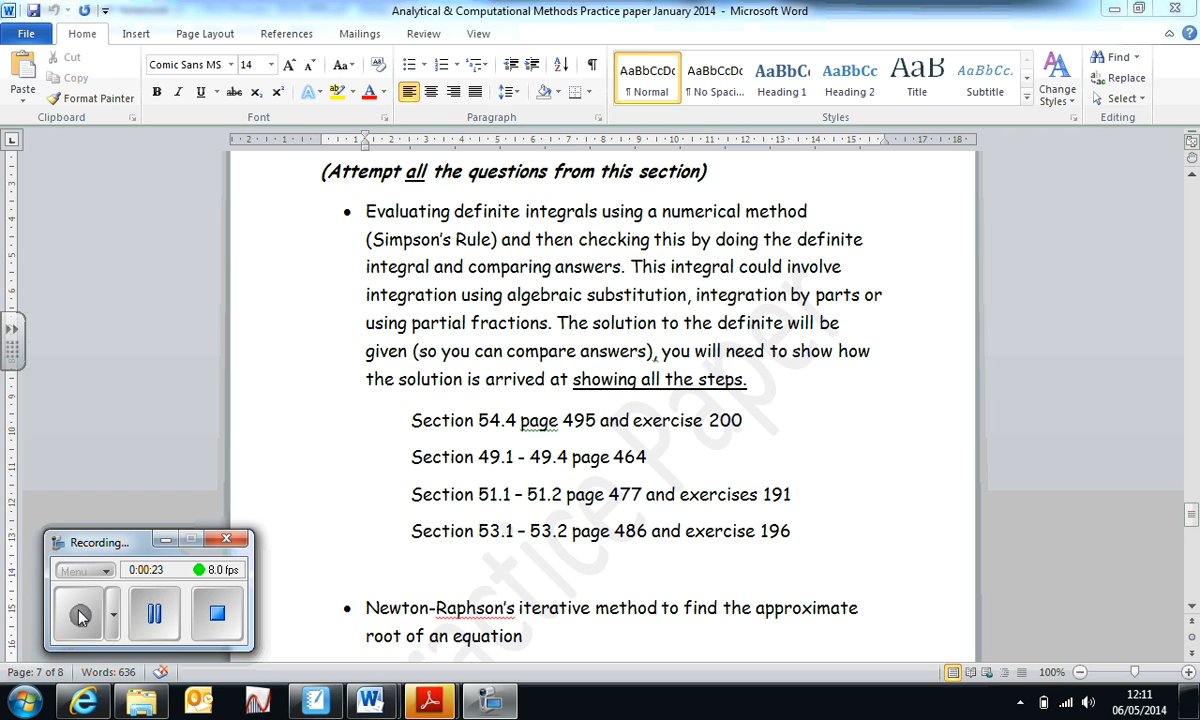 Analytical & Computational Methods Practice paper January 2014 - Microsoft Word
File Home Insert Page Layout References Mailings Review View
Paste
Cut
Copy
Format Painter
Clipboard
Comic Sans MS 14
B I U abc x₂ x²
Font
Paragraph
AaBbCcDc AaBbCcDc AaBbCc AaBbCc AaB AaBbCc.
¶ Normal ¶ No Spaci... Heading 1 Heading 2 Title Subtitle
Change Styles
Styles
Find
Replace
Select
Editing
(Attempt all the questions from this section)
• Evaluating definite integrals using a numerical method
(Simpson's Rule) and then checking this by doing the definite
integral and comparing answers. This integral could involve
integration using algebraic substitution, integration by parts or
using partial fractions. The solution to the definite will be
given (so you can compare answers), you will need to show how
the solution is arrived at showing all the steps.
Section 54.4 page 495 and exercise 200
Section 49.1 - 49.4 page 464
Section 51.1 – 51.2 page 477 and exercises 191
Section 53.1 – 53.2 page 486 and exercise 196
• Newton-Raphson's iterative method to find the approximate
root of an equation
Practice Paper
Recording...
Menu 0:00:23 8.0 fps
Page: 7 of 8 Words: 636 100%
12:11
06/05/2014